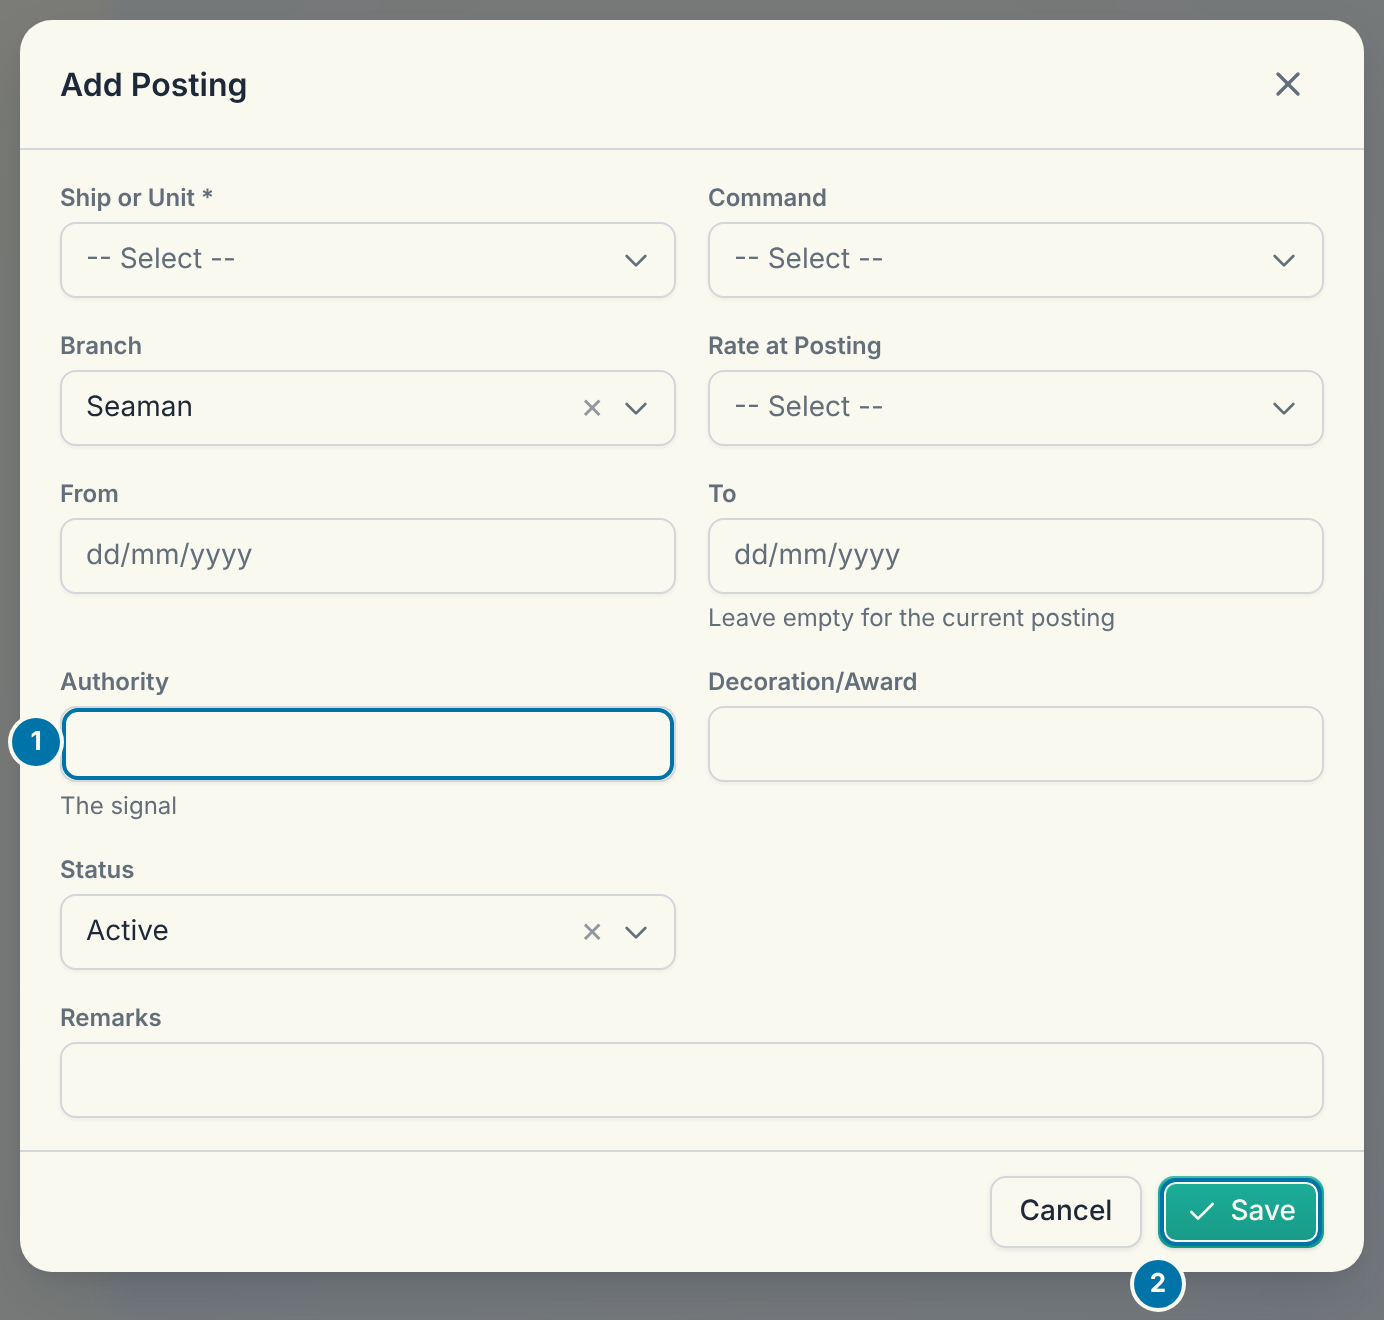 Add Posting
Ship or Unit *
Command
-- Select --
-- Select --
Branch
Rate at Posting
Seaman
-- Select --
From
To
dd/mm/yyyy
dd/mm/yyyy
Leave empty for the current posting
Authority
Decoration/Award
1
The signal
Status
Active
Remarks
Cancel
Save
2